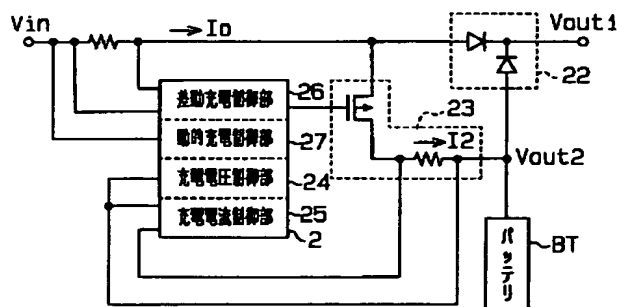 Vin
Io
Vout1
差動充電制御部
26
22
23
動的充電制御部
27
I2
充電電圧制御部
24
Vout2
充電電流制御部
25
2
バッテリ
BT